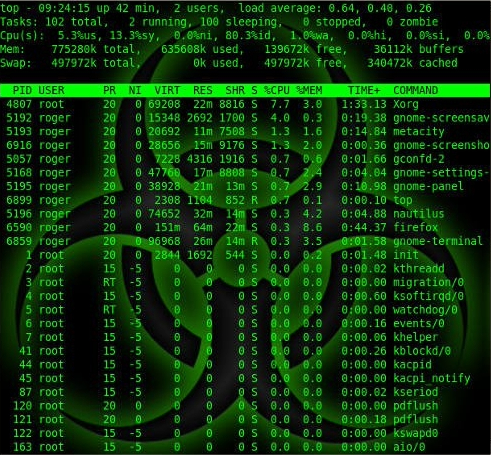 top - 09:24:15 up 42 min,  2 users,  load average: 0.64, 0.40, 0.26
Tasks: 102 total,   2 running, 100 sleeping,   0 stopped,   0 zombie
Cpu(s):  5.3%us, 13.3%sy,  0.0%ni, 80.3%id,  1.0%wa,  0.0%hi,  0.0%si,  0.0%
Mem:    775280k total,   635608k used,   139672k free,    36112k buffers
Swap:   497972k total,        0k used,   497972k free,   340472k cached
PID USER      PR  NI  VIRT  RES  SHR S %CPU %MEM    TIME+  COMMAND
4807 root      20   0 69208  22m 8816 S  7.7  3.0   1:33.13 Xorg
5192 roger     20   0 15348 2692 1700 S  4.0  0.3   0:19.38 gnome-screensav
5193 roger     20   0 20692  11m 7508 S  1.3  1.6   0:14.84 metacity
6916 roger     20   0 28656  15m 9176 S  1.3  2.0   0:00.36 gnome-screensho
5057 roger     20   0  7228 4316 1916 S  0.7  0.6   0:01.66 gconfd-2
5168 roger     20   0 47760  17m 8808 S  0.7  2.4   0:04.04 gnome-settings-
5195 roger     20   0 38928  21m  13m S  0.7  2.9   0:10.98 gnome-panel
6899 roger     20   0  2308 1104  852 R  0.7  0.1   0:00.10 top
5196 roger     20   0 74652  32m  14m S  0.3  4.2   0:04.88 nautilus
6590 roger     20   0  151m  64m  22m S  0.3  8.6   0:44.37 firefox
6859 roger     20   0 96968  26m  14m R  0.3  3.5   0:01.58 gnome-terminal
1 root      20   0  2844 1692  544 S  0.0  0.2   0:01.48 init
2 root      15  -5     0    0    0 S  0.0  0.0   0:00.02 kthreadd
3 root      RT  -5     0    0    0 S  0.0  0.0   0:00.00 migration/0
4 root      15  -5     0    0    0 S  0.0  0.0   0:00.60 ksoftirqd/0
5 root      RT  -5     0    0    0 S  0.0  0.0   0:00.00 watchdog/0
6 root      15  -5     0    0    0 S  0.0  0.0   0:00.16 events/0
7 root      15  -5     0    0    0 S  0.0  0.0   0:00.06 khelper
41 root      15  -5     0    0    0 S  0.0  0.0   0:00.26 kblockd/0
44 root      15  -5     0    0    0 S  0.0  0.0   0:00.00 kacpid
45 root      15  -5     0    0    0 S  0.0  0.0   0:00.00 kacpi_notify
87 root      15  -5     0    0    0 S  0.0  0.0   0:00.02 kseriod
120 root      20   0     0    0    0 S  0.0  0.0   0:00.00 pdflush
121 root      20   0     0    0    0 S  0.0  0.0   0:00.18 pdflush
122 root      15  -5     0    0    0 S  0.0  0.0   0:00.00 kswapd0
163 root      15  -5     0    0    0 S  0.0  0.0   0:00.00 aio/0